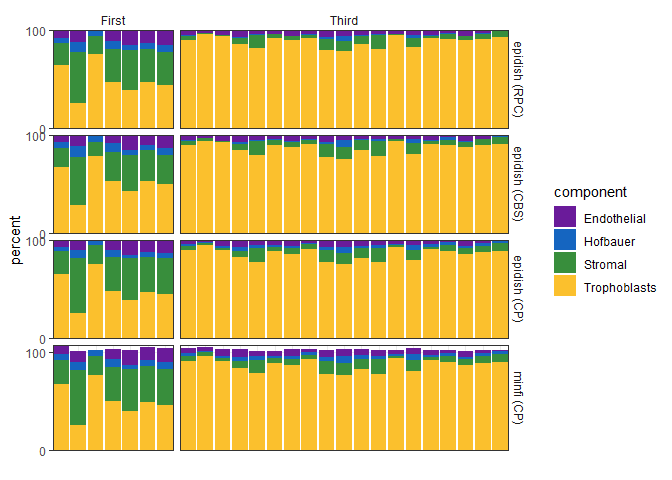 First Third
100
0
epidish (RPC)
100
0
epidish (CBS)
100
0
epidish (CP)
100
0
minfi (CP)
percent
component
Endothelial
Hofbauer
Stromal
Trophoblasts